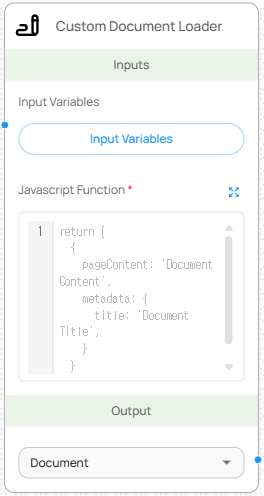 Custom Document Loader
Inputs
Input Variables
Input Variables
Javascript Function *
1 return [
{
pageContent: 'Document
Content',
metadata: {
title: 'Document
Title',
}
}
Output
Document